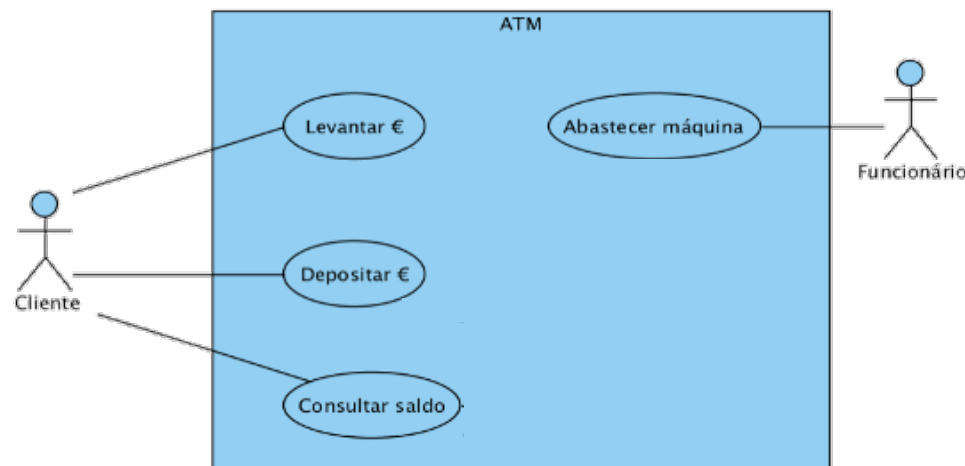 ATM
Levantar €
Abastecer máquina
Funcionário
Depositar €
Cliente
Consultar saldo